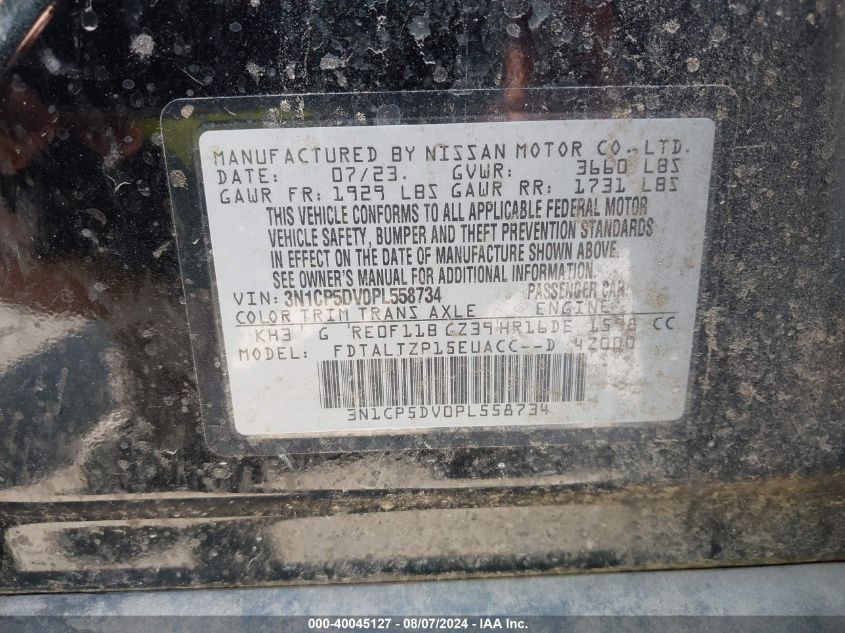 MANUFACTURED BY NISSAN MOTOR CO., LTD.
DATE: 07/23. GVWR: 3660 LBS
GAWR FR: 1929 LBS GAWR RR: 1731 LBS
THIS VEHICLE CONFORMS TO ALL APPLICABLE FEDERAL MOTOR
VEHICLE SAFETY, BUMPER AND THEFT PREVENTION STANDARDS
IN EFFECT ON THE DATE OF MANUFACTURE SHOWN ABOVE.
SEE OWNER'S MANUAL FOR ADDITIONAL INFORMATION.
VIN: 3N1CP5DV0PL558734 PASSENGER CAR
COLOR TRIM TRANS AXLE ENGINE
KH3 G RE0F11B GZ39 HR16DE 1598 CC
MODEL: FDTALTZP15EUACC--D 42000
3N1CP5DV0PL558734
000-40045127 - 08/07/2024 - IAA Inc.